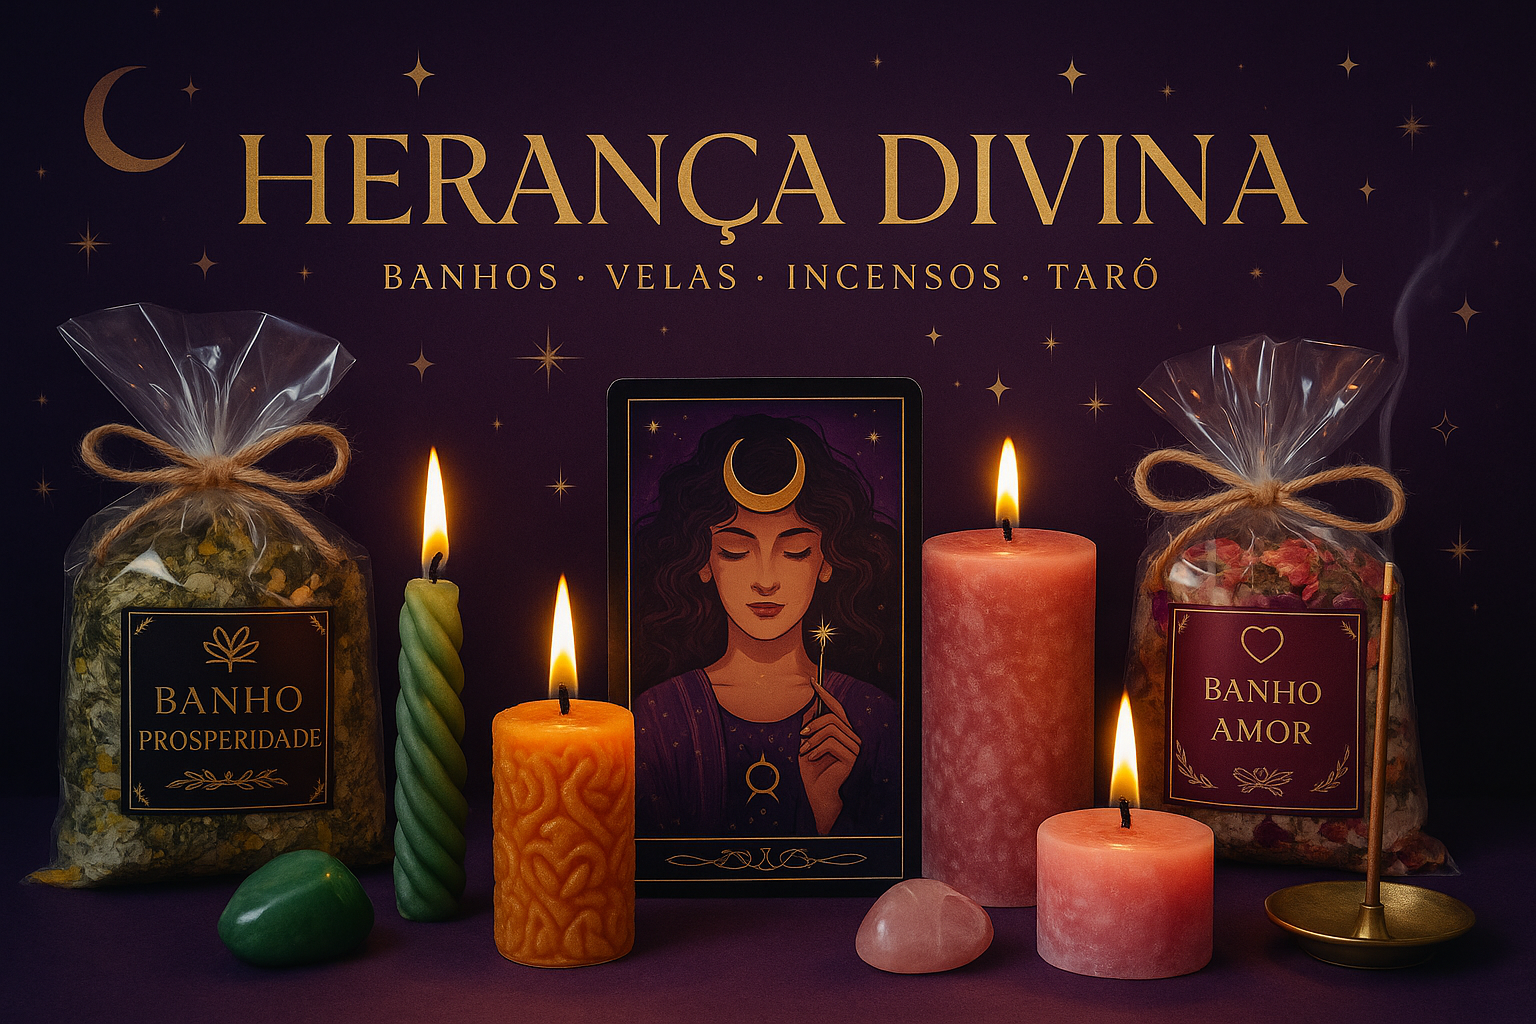 HERANÇA DIVINA
BANHOS · VELAS · INCENSOS · TARÕ
BANHO
PROSPERIDADE
BANHO
AMOR